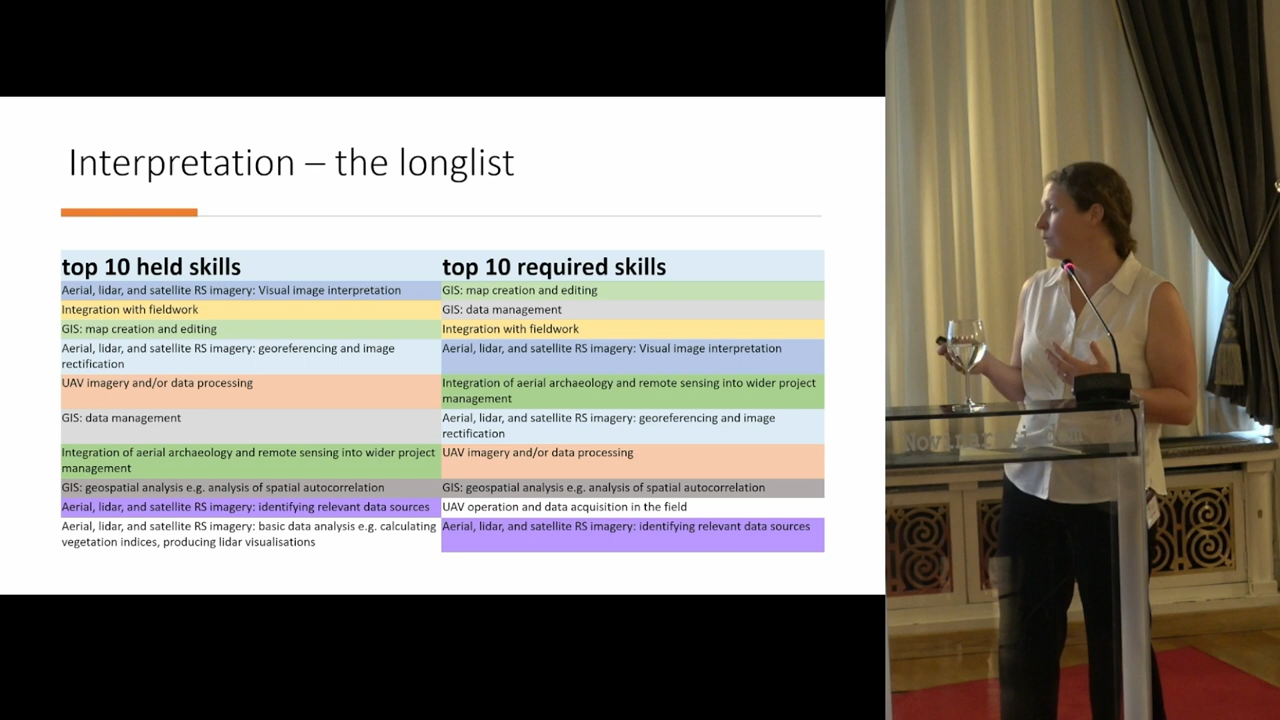 Interpretation – the longlist
top 10 held skills
top 10 required skills
Aerial, lidar, and satellite RS imagery: Visual image interpretation
GIS: map creation and editing
Integration with fieldwork
GIS: data management
GIS: map creation and editing
Integration with fieldwork
Aerial, lidar, and satellite RS imagery: georeferencing and image
rectification
Aerial, lidar, and satellite RS imagery: Visual image interpretation
UAV imagery and/or data processing
Integration of aerial archaeology and remote sensing into wider project
management
GIS: data management
Aerial, lidar, and satellite RS imagery: georeferencing and image
rectification
Integration of aerial archaeology and remote sensing into wider project
management
UAV imagery and/or data processing
GIS: geospatial analysis e.g. analysis of spatial autocorrelation
GIS: geospatial analysis e.g. analysis of spatial autocorrelation
Aerial, lidar, and satellite RS imagery: identifying relevant data sources
UAV operation and data acquisition in the field
Aerial, lidar, and satellite RS imagery: basic data analysis e.g. calculating
vegetation indices, producing lidar visualisations
Aerial, lidar, and satellite RS imagery: identifying relevant data sources